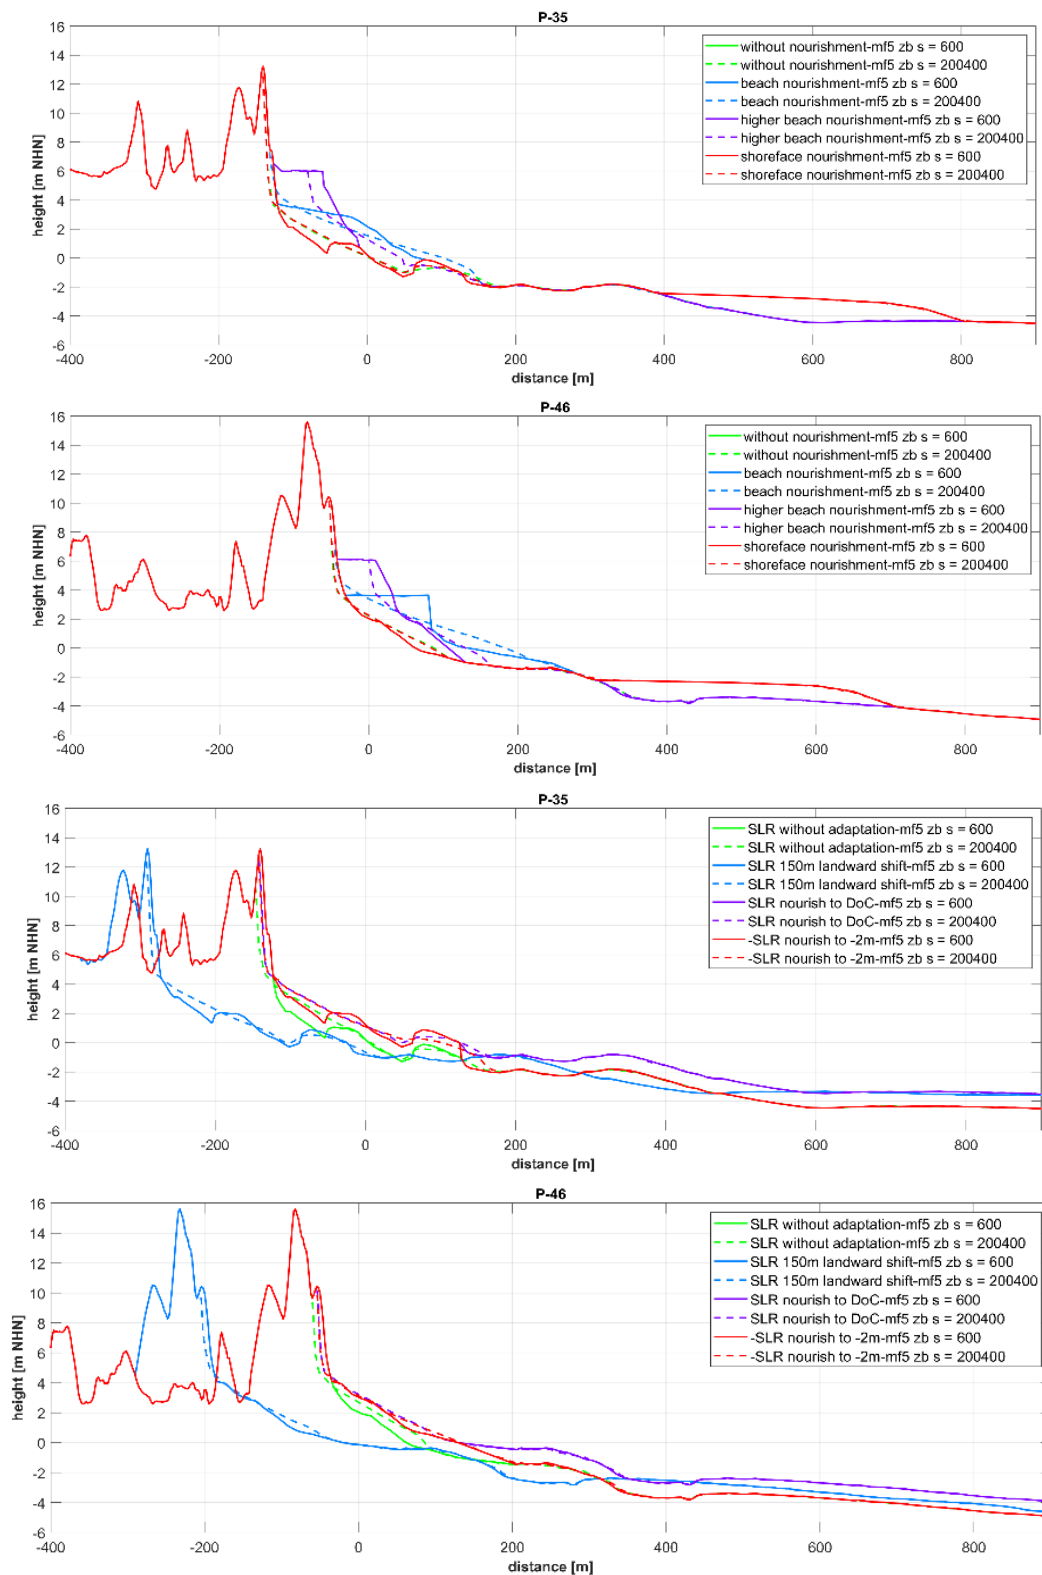 P-35
16
14
12
10
8
6
4
2
0
-2
-4
-6
height [m NHN]
without nourishment-mf5 zb s = 600
without nourishment-mf5 zb s = 200400
beach nourishment-mf5 zb s = 600
beach nourishment-mf5 zb s = 200400
higher beach nourishment-mf5 zb s = 600
higher beach nourishment-mf5 zb s = 200400
shoreface nourishment-mf5 zb s = 600
shoreface nourishment-mf5 zb s = 200400
-400 -200 0 200 400 600 800
distance [m]
P-46
16
14
12
10
8
6
4
2
0
-2
-4
-6
height [m NHN]
without nourishment-mf5 zb s = 600
without nourishment-mf5 zb s = 200400
beach nourishment-mf5 zb s = 600
beach nourishment-mf5 zb s = 200400
higher beach nourishment-mf5 zb s = 600
higher beach nourishment-mf5 zb s = 200400
shoreface nourishment-mf5 zb s = 600
shoreface nourishment-mf5 zb s = 200400
-400 -200 0 200 400 600 800
distance [m]
P-35
16
14
12
10
8
6
4
2
0
-2
-4
-6
height [m NHN]
SLR without adaptation-mf5 zb s = 600
SLR without adaptation-mf5 zb s = 200400
SLR 150m landward shift-mf5 zb s = 600
SLR 150m landward shift-mf5 zb s = 200400
SLR nourish to DoC-mf5 zb s = 600
SLR nourish to DoC-mf5 zb s = 200400
-SLR nourish to -2m-mf5 zb s = 600
-SLR nourish to -2m-mf5 zb s = 200400
-400 -200 0 200 400 600 800
distance [m]
P-46
16
14
12
10
8
6
4
2
0
-2
-4
-6
height [m NHN]
SLR without adaptation-mf5 zb s = 600
SLR without adaptation-mf5 zb s = 200400
SLR 150m landward shift-mf5 zb s = 600
SLR 150m landward shift-mf5 zb s = 200400
SLR nourish to DoC-mf5 zb s = 600
SLR nourish to DoC-mf5 zb s = 200400
-SLR nourish to -2m-mf5 zb s = 600
-SLR nourish to -2m-mf5 zb s = 200400
-400 -200 0 200 400 600 800
distance [m]